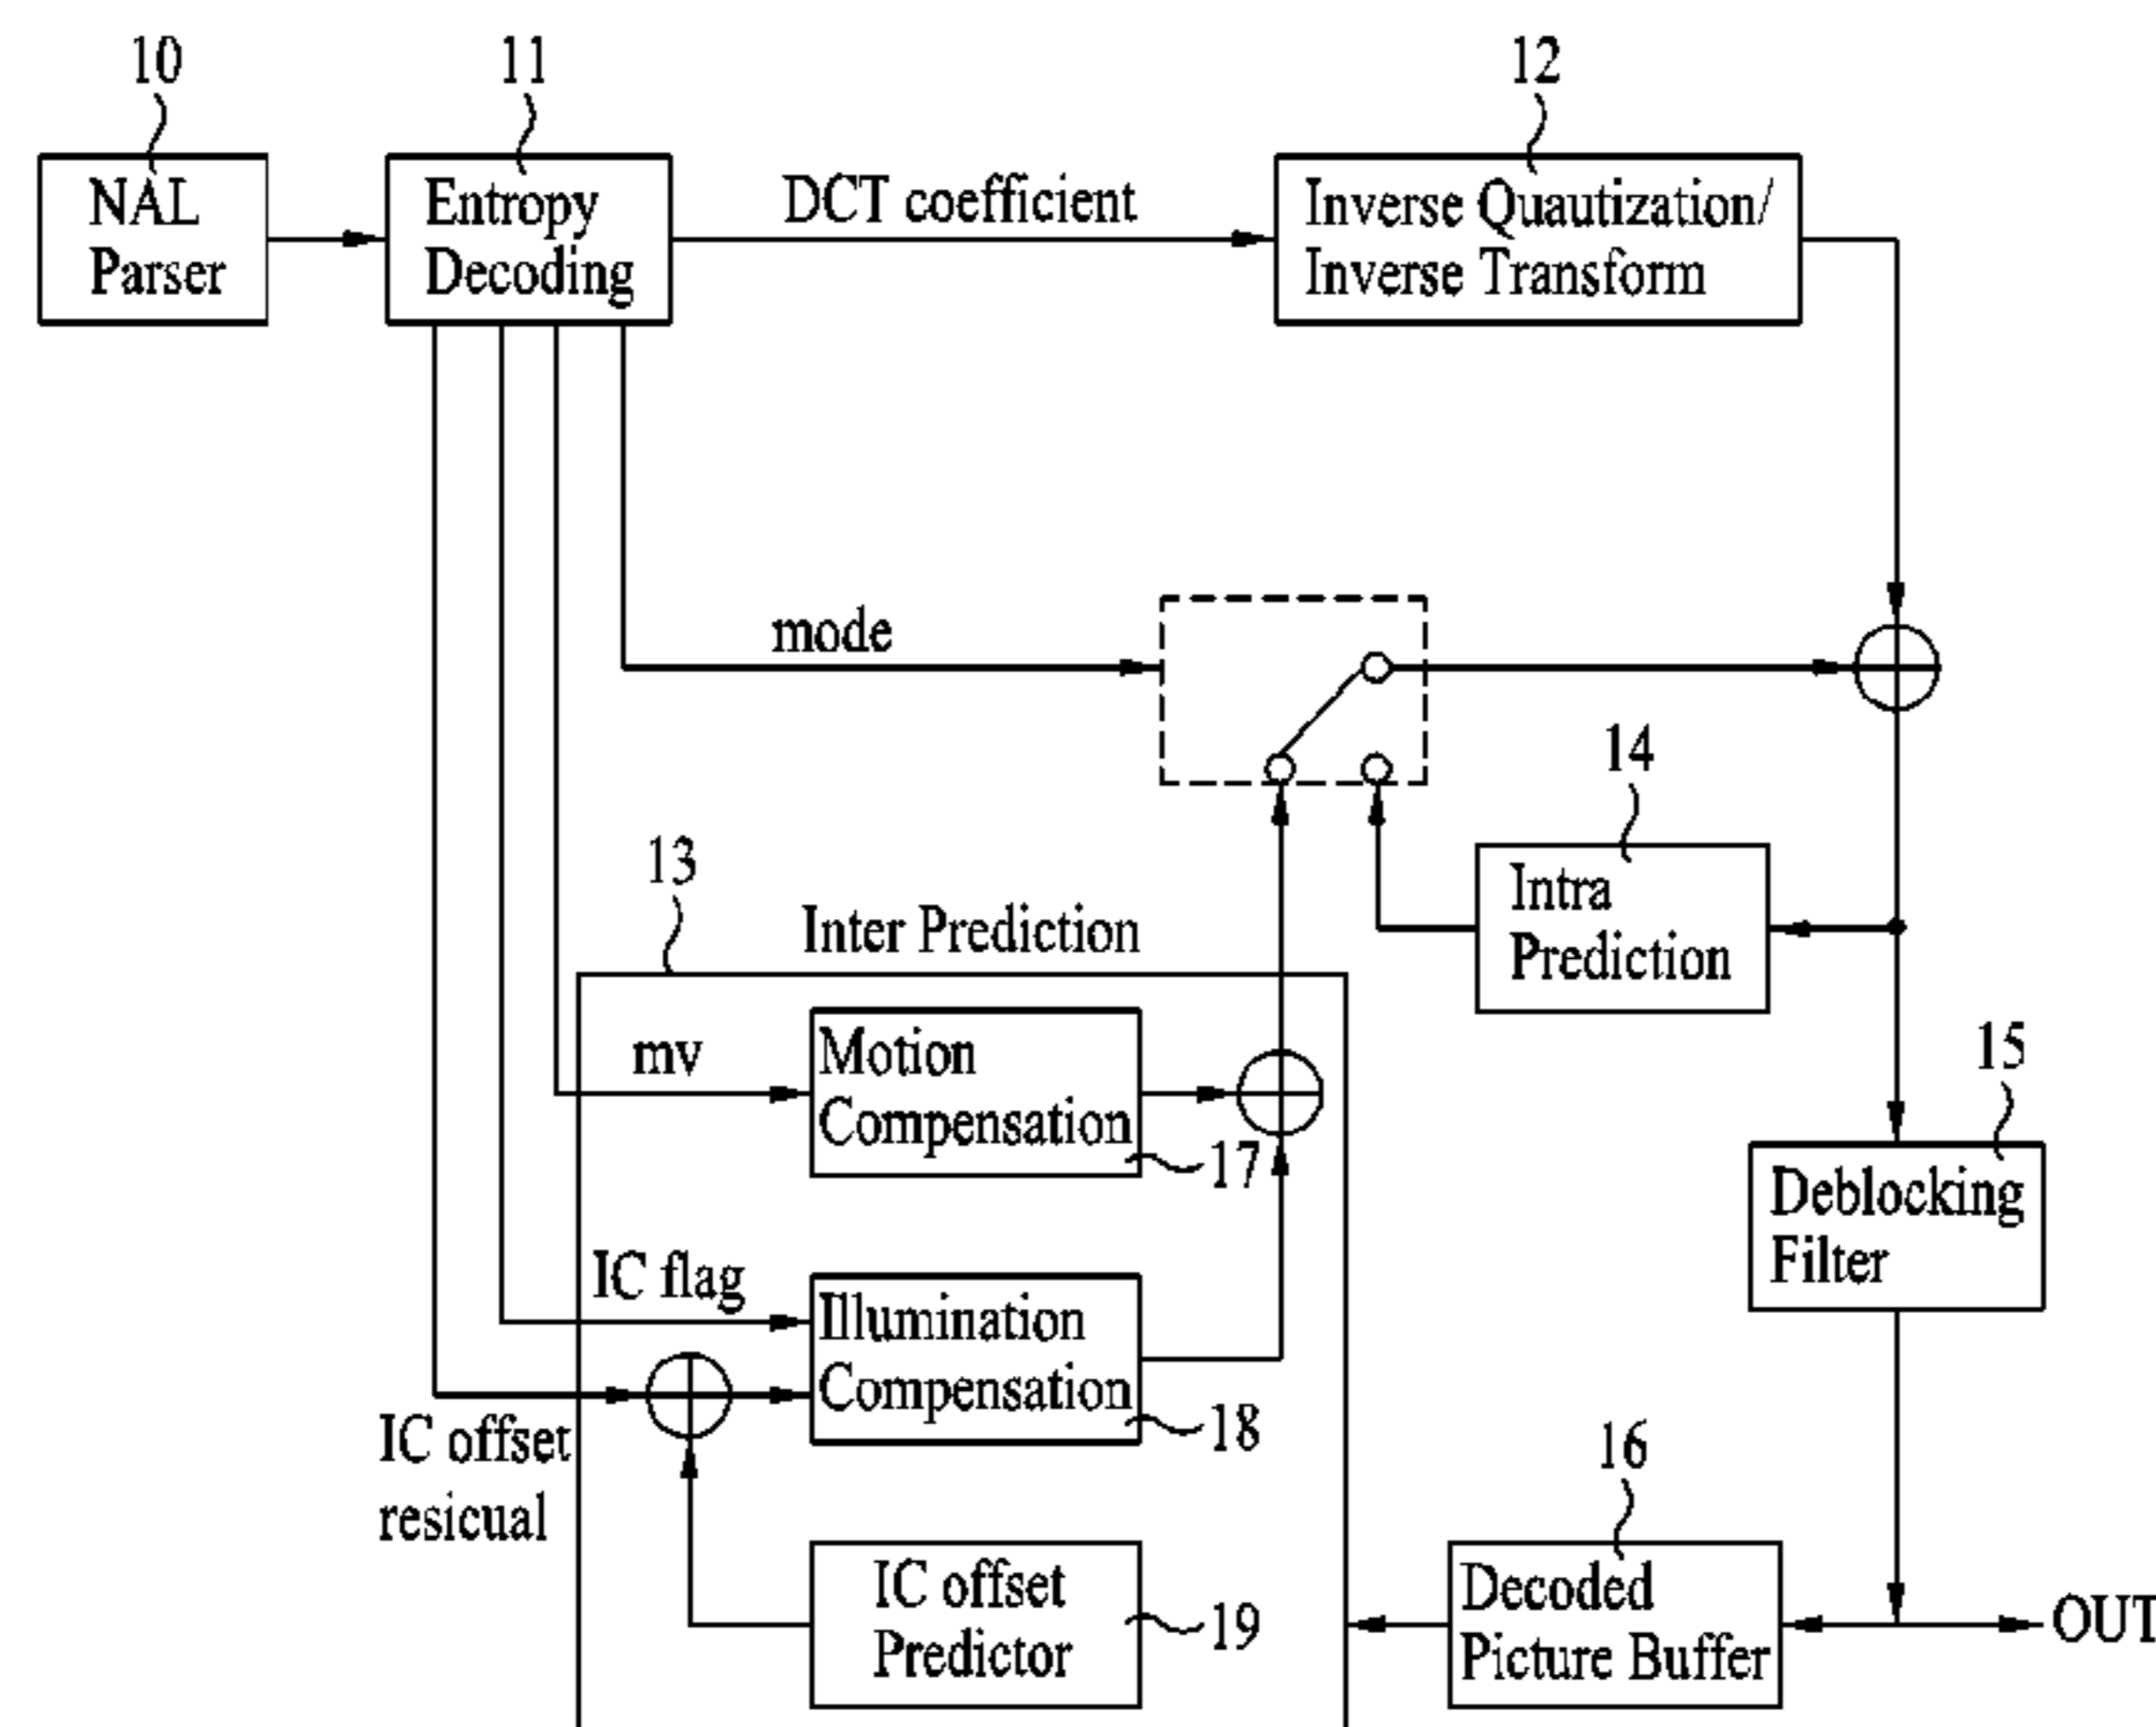 10
11
12
NAL
Parser
Entropy
Decoding
DCT coefficient
Inverse Quautization/
Inverse Transform
mode
14
Intra
Prediction
13
Inter Prediction
mv
Motion
Compensation
17
15
Deblocking
Filter
IC flag
Illumination
Compensation
18
IC offset
resicual
16
IC offset
Predictor
19
Decoded
Picture Buffer
OUT